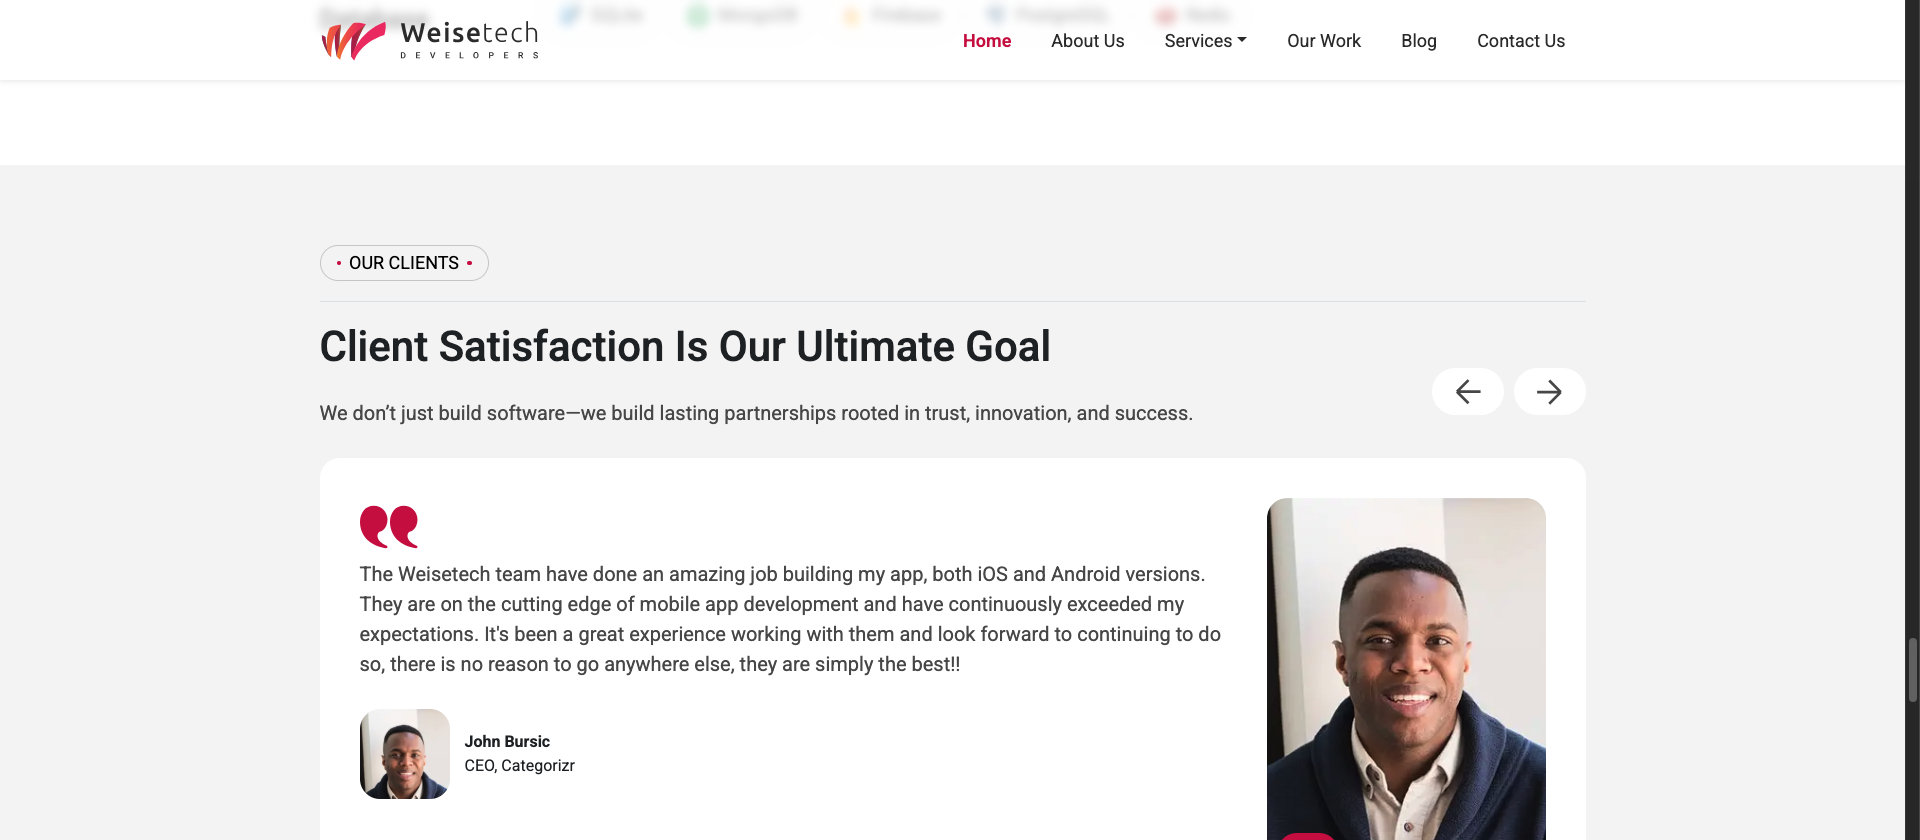 Weisetech
DEVELOPERS
Home
About Us
Services
Our Work
Blog
Contact Us
OUR CLIENTS
Client Satisfaction Is Our Ultimate Goal
We don’t just build software—we build lasting partnerships rooted in trust, innovation, and success.
The Weisetech team have done an amazing job building my app, both iOS and Android versions.
They are on the cutting edge of mobile app development and have continuously exceeded my
expectations. It's been a great experience working with them and look forward to continuing to do
so, there is no reason to go anywhere else, they are simply the best!!
John Bursic
CEO, Categorizr